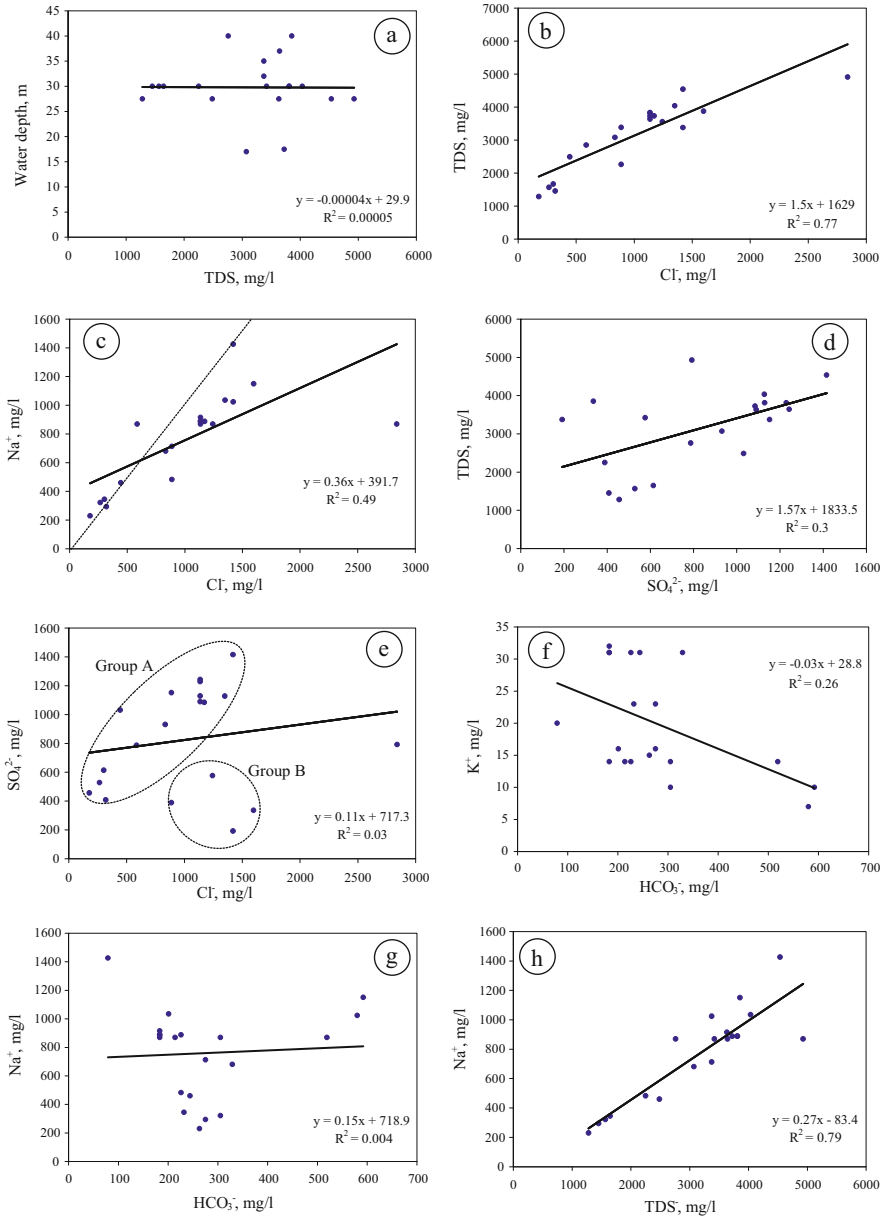 a
Water depth, m
45
40
35
30
25
20
15
10
5
0
y = -0.00004x + 29.9
R² = 0.00005
0 1000 2000 3000 4000 5000 6000
TDS, mg/l
b
TDS, mg/l
7000
6000
5000
4000
3000
2000
1000
0
y = 1.5x + 1629
R² = 0.77
0 500 1000 1500 2000 2500 3000
Cl⁻, mg/l
c
Na⁺, mg/l
1600
1400
1200
1000
800
600
400
200
0
y = 0.36x + 391.7
R² = 0.49
0 500 1000 1500 2000 2500 3000
Cl⁻, mg/l
d
TDS, mg/l
6000
5000
4000
3000
2000
1000
0
y = 1.57x + 1833.5
R² = 0.3
0 200 400 600 800 1000 1200 1400 1600
SO₄²⁻, mg/l
e
SO₄²⁻, mg/l
1600
1400
1200
1000
800
600
400
200
0
Group A
Group B
y = 0.11x + 717.3
R² = 0.03
0 500 1000 1500 2000 2500 3000
Cl⁻, mg/l
f
K⁺, mg/l
35
30
25
20
15
10
5
0
y = -0.03x + 28.8
R² = 0.26
0 100 200 300 400 500 600 700
HCO₃⁻, mg/l
g
Na⁺, mg/l
1600
1400
1200
1000
800
600
400
200
0
y = 0.15x + 718.9
R² = 0.004
0 100 200 300 400 500 600 700
HCO₃⁻, mg/l
h
Na⁺, mg/l
1600
1400
1200
1000
800
600
400
200
0
y = 0.27x - 83.4
R² = 0.79
0 1000 2000 3000 4000 5000 6000
TDS⁻, mg/l